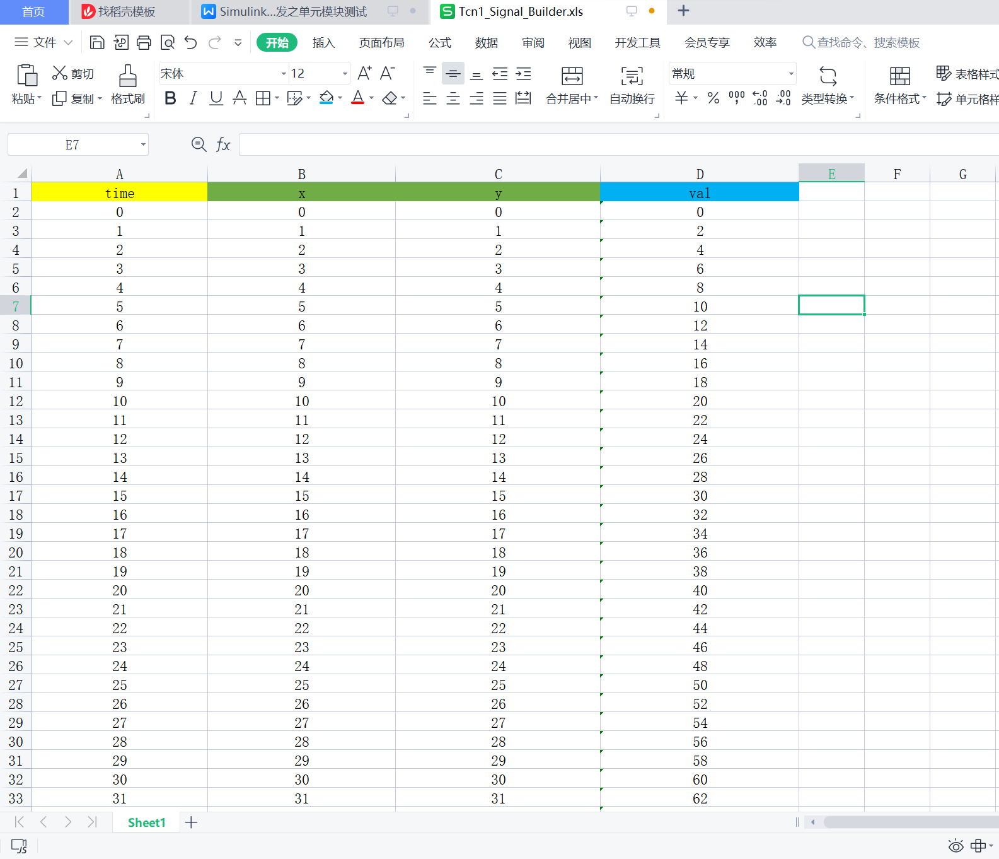 首页 找稻壳模板 Simulink...发之单元模块测试 Tcn1_Signal_Builder.xls
文件 开始 插入 页面布局 公式 数据 审阅 视图 开发工具 会员专享 效率 查找命令、搜索模板
粘贴 剪切 复制 格式刷 宋体 12 A+ A- 合并居中 自动换行 常规 类型转换 条件格式 表格样式
B I U A A ¥ % 000 .00 .00 单元格样
E7 fx
A B C D E F G
1 time x y val
2 0 0 0 0
3 1 1 1 2
4 2 2 2 4
5 3 3 3 6
6 4 4 4 8
7 5 5 5 10
8 6 6 6 12
9 7 7 7 14
10 8 8 8 16
11 9 9 9 18
12 10 10 10 20
13 11 11 11 22
14 12 12 12 24
15 13 13 13 26
16 14 14 14 28
17 15 15 15 30
18 16 16 16 32
19 17 17 17 34
20 18 18 18 36
21 19 19 19 38
22 20 20 20 40
23 21 21 21 42
24 22 22 22 44
25 23 23 23 46
26 24 24 24 48
27 25 25 25 50
28 26 26 26 52
29 27 27 27 54
30 28 28 28 56
31 29 29 29 58
32 30 30 30 60
33 31 31 31 62
Sheet1